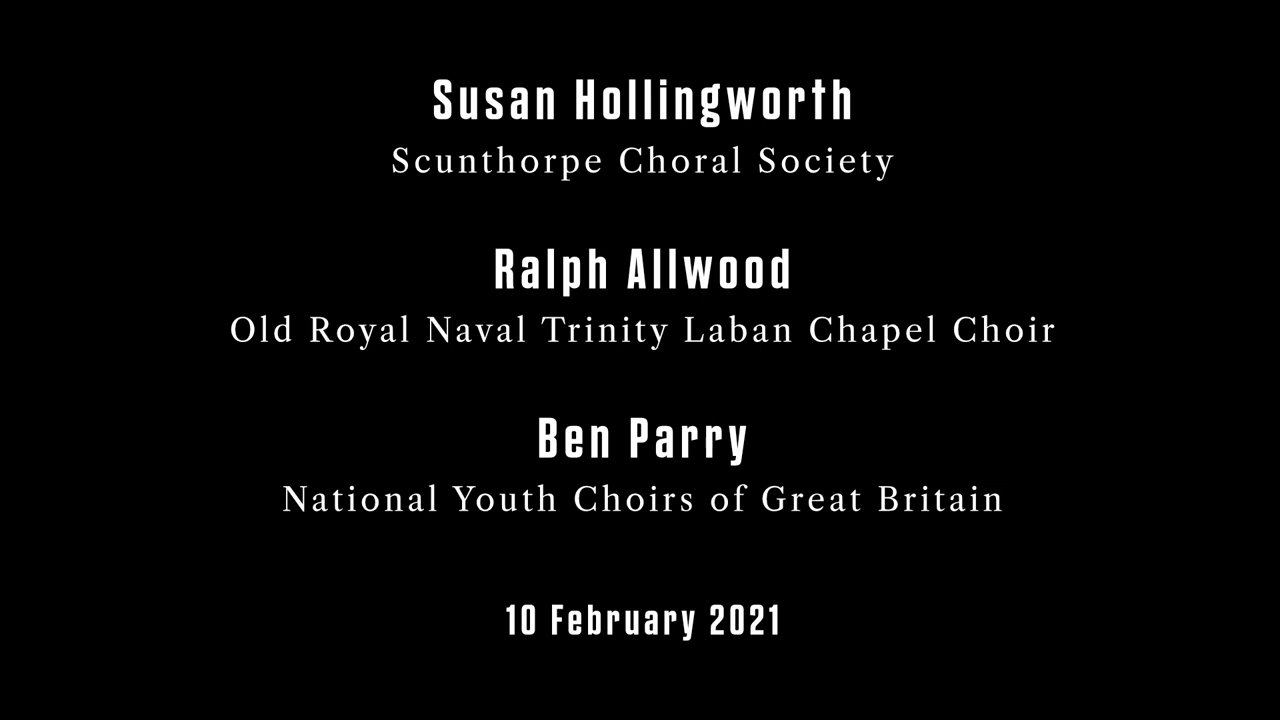 Susan Hollingworth
Scunthorpe Choral Society
Ralph Allwood
Old Royal Naval Trinity Laban Chapel Choir
Ben Parry
National Youth Choirs of Great Britain
10 February 2021